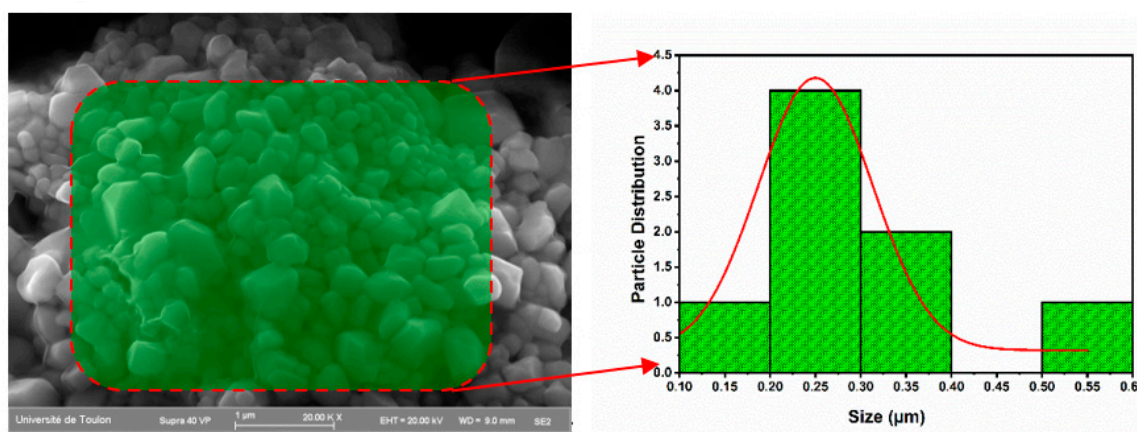 Université de Toulon
Supra 40 VP
1 µm
20.00 K X
EHT = 20.00 kV
WD = 9.0 mm
SE2
Particle Distribution
4.5
4.0
3.5
3.0
2.5
2.0
1.5
1.0
0.5
0.0
0.10 0.15 0.20 0.25 0.30 0.35 0.40 0.45 0.50 0.55 0.6
Size (µm)